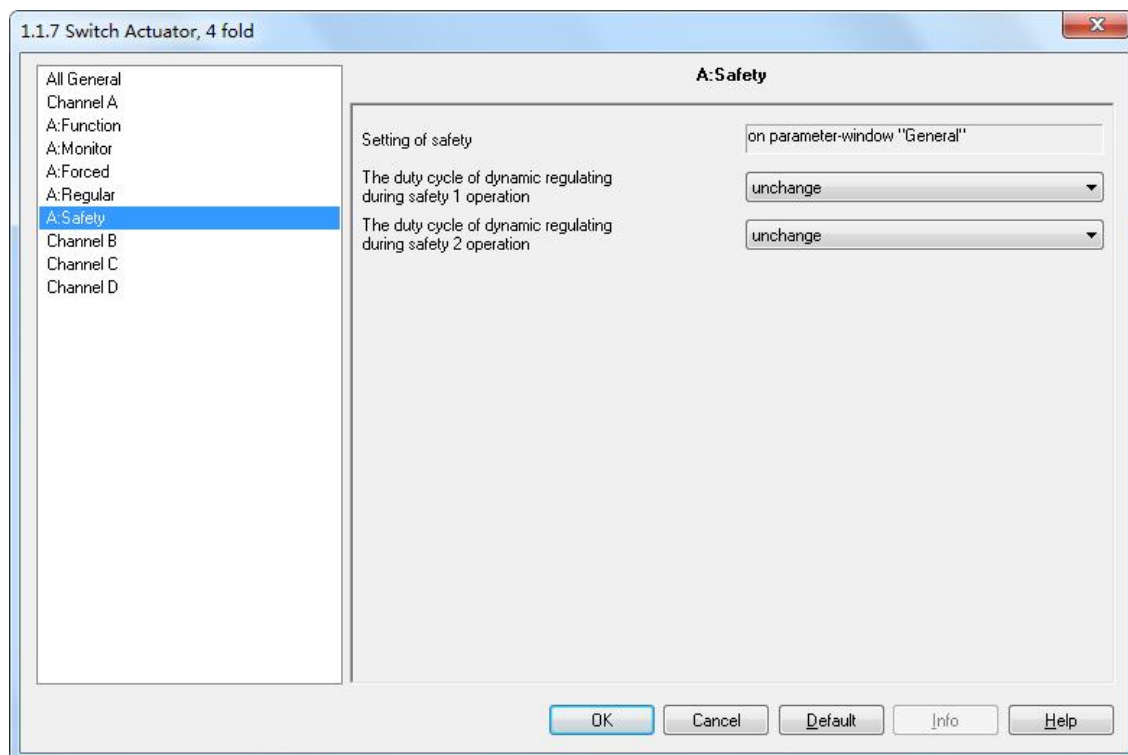 1.1.7 Switch Actuator, 4 fold
All General
Channel A
A:Function
A:Monitor
A:Forced
A:Regular
A:Safety
Channel B
Channel C
Channel D
A:Safety
Setting of safety
on parameter-window "General"
The duty cycle of dynamic regulating
during safety 1 operation
unchange
The duty cycle of dynamic regulating
during safety 2 operation
unchange
OK
Cancel
Default
Info
Help